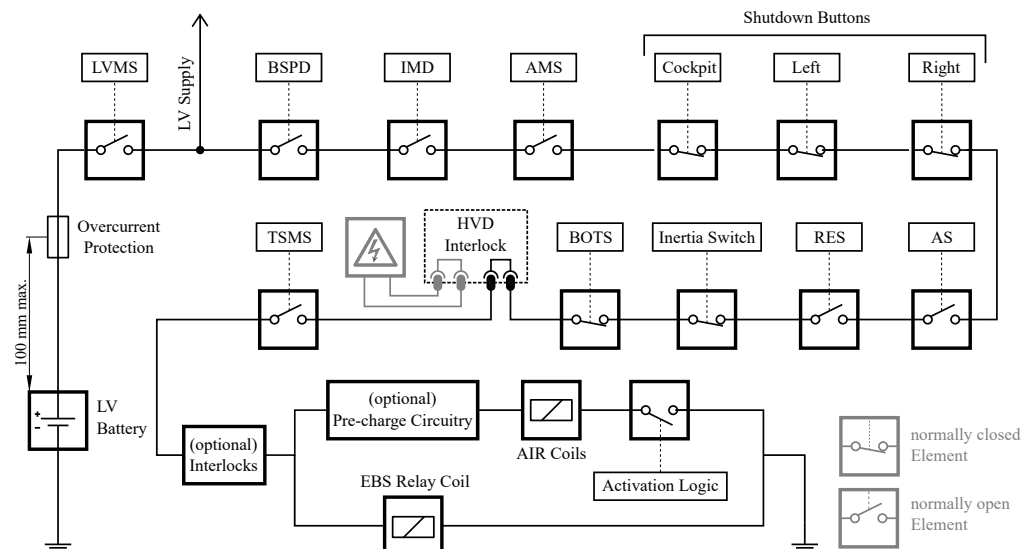 Shutdown Buttons
LVMS
LV Supply
BSPD
IMD
AMS
Cockpit
Left
Right
Overcurrent
Protection
TSMS
HVD
Interlock
BOTS
Inertia Switch
RES
AS
100 mm max.
+
-
LV
Battery
(optional)
Interlocks
(optional)
Pre-charge Circuitry
AIR Coils
Activation Logic
EBS Relay Coil
normally closed
Element
normally open
Element